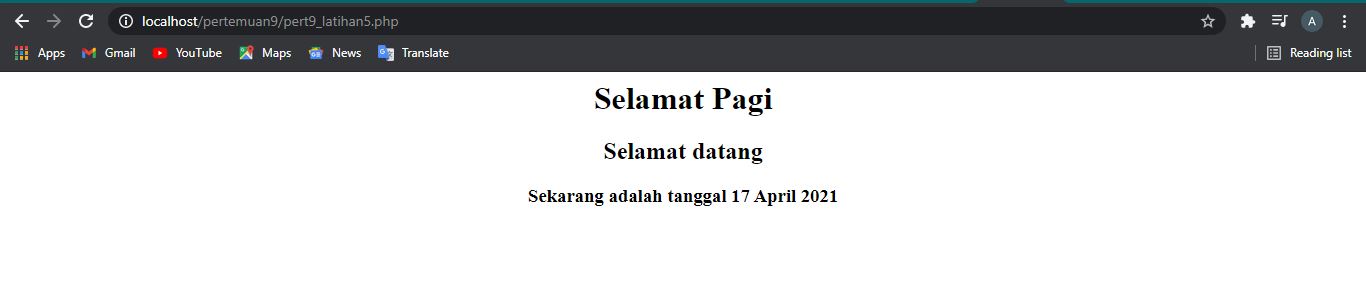 localhost/pertemuan9/pert9_latihan5.php
A
Apps Gmail YouTube Maps News Translate Reading list
Selamat Pagi
Selamat datang
Sekarang adalah tanggal 17 April 2021